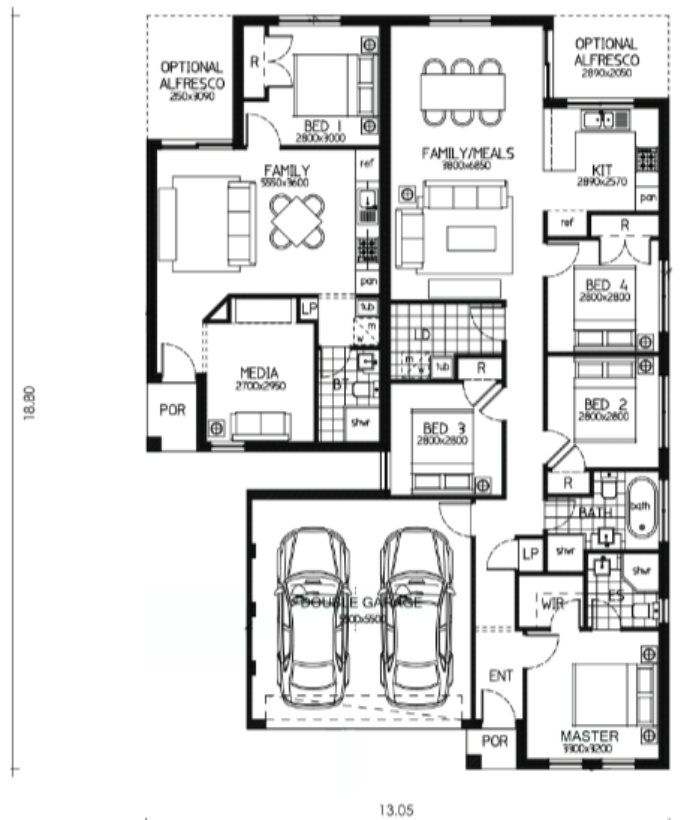 OPTIONAL
ALFRESCO
R
BED 1
2800x3000
OPTIONAL
ALFRESCO
2890x2050
FAMILY/MEALS
3800x6850
KIT
2890x2570
pan
ref
R
FAMILY
5550x3600
ref
pan
LP
tub
m
w
MEDIA
2700x2950
BT
shwr
POR
18.80
LD
m
w
tub
R
BED 4
2800x2800
BED 3
2800x2800
BED 2
2800x2800
R
BATH
bath
LP
shwr
shwr
ES
WIR
DOUBLE GARAGE
ENT
POR
MASTER
3300x3200
13.05